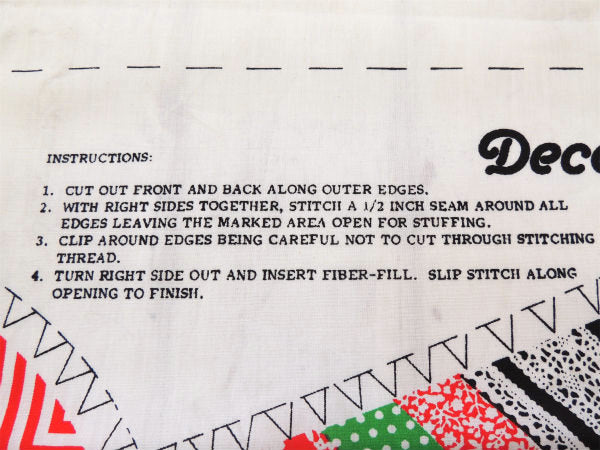 INSTRUCTIONS:
Deco
1. CUT OUT FRONT AND BACK ALONG OUTER EDGES.
2. WITH RIGHT SIDES TOGETHER, STITCH A 1/2 INCH SEAM AROUND ALL
EDGES LEAVING THE MARKED AREA OPEN FOR STUFFING.
3. CLIP AROUND EDGES BEING CAREFUL NOT TO CUT THROUGH STITCHING
THREAD.
4. TURN RIGHT SIDE OUT AND INSERT FIBER-FILL. SLIP STITCH ALONG
OPENING TO FINISH.